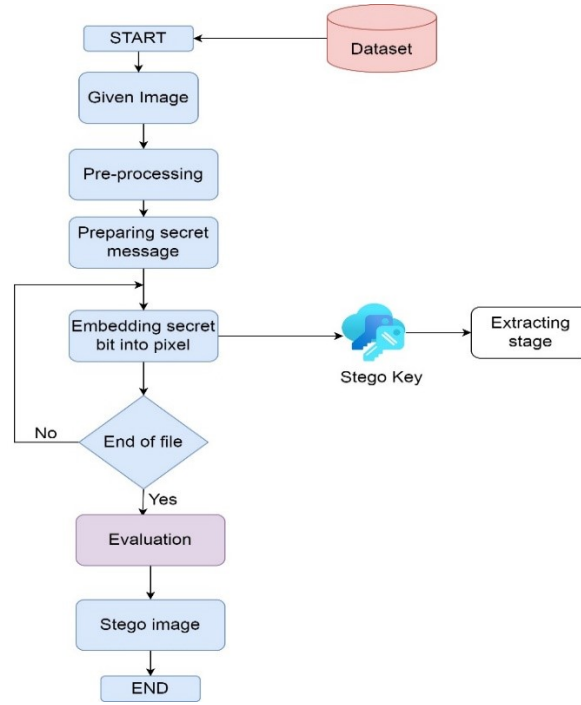 START
Dataset
Given Image
Pre-processing
Preparing secret
message
Embedding secret
bit into pixel
Stego Key
Extracting
stage
No
End of file
Yes
Evaluation
Stego image
END